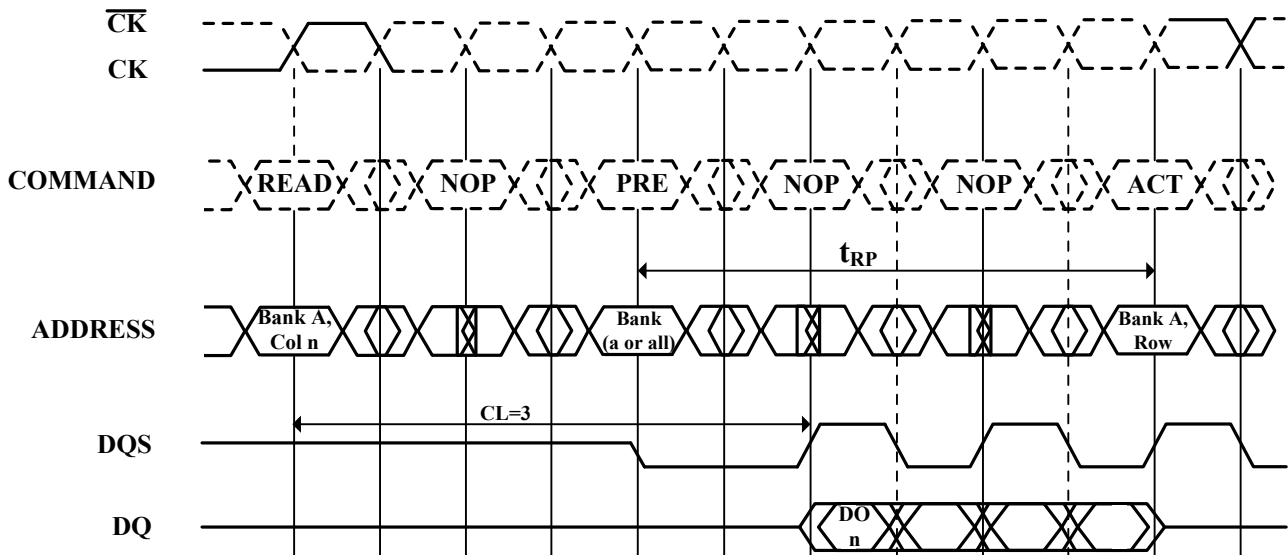 CK
CK
COMMAND READ NOP PRE NOP NOP ACT
tRP
ADDRESS Bank A, Col n Bank (a or all) Bank A, Row
CL=3
DQS
DQ DO n